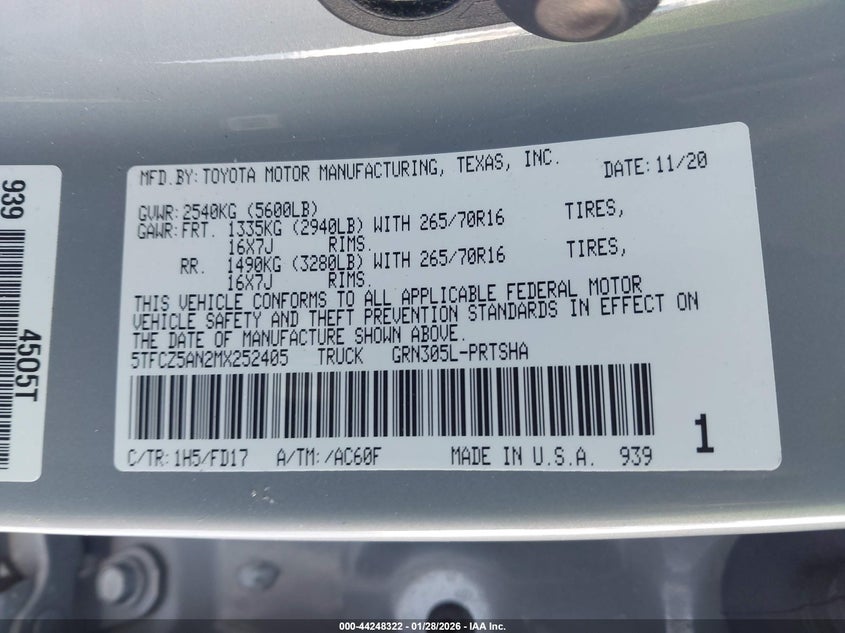 MFD.BY:TOYOTA MOTOR MANUFACTURING, TEXAS, INC. DATE:11/20
GVWR:2540KG (5600LB)
GAWR:FRT. 1335KG (2940LB) WITH 265/70R16 TIRES,
16X7J RIMS.
RR. 1490KG (3280LB) WITH 265/70R16 TIRES,
16X7J RIMS.
THIS VEHICLE CONFORMS TO ALL APPLICABLE FEDERAL MOTOR
VEHICLE SAFETY AND THEFT PREVENTION STANDARDS IN EFFECT ON
THE DATE OF MANUFACTURE SHOWN ABOVE.
5TFCZ5AN2MX252405 TRUCK GRN305L-PRTSHA
1
C/TR:1H5/FD17 A/TM:/AC60F MADE IN U.S.A. 939
939 4505T
000-44248322 | 01/28/2026 - IAA Inc.